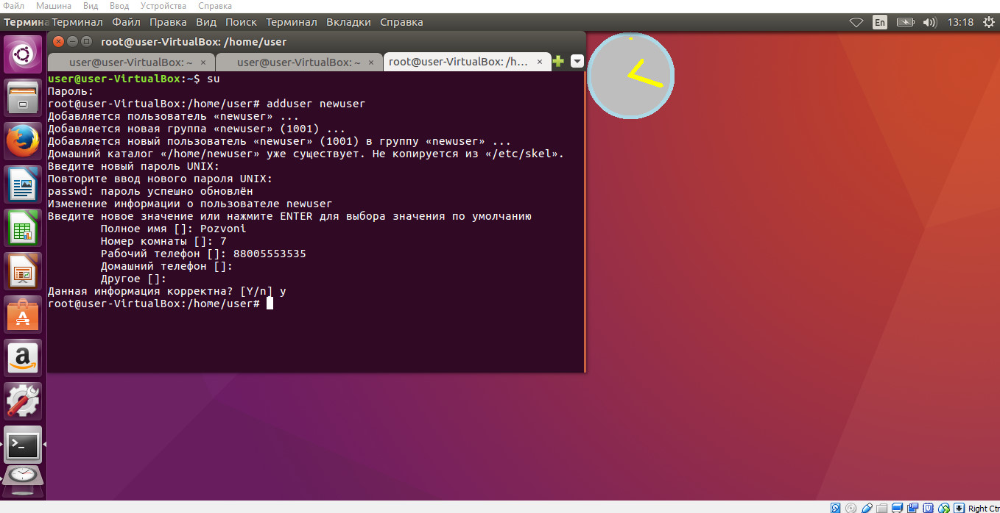 Файл Машина Вид Ввод Устройства Справка
Термина Терминал Файл Правка Вид Поиск Терминал Вкладки Справка En 13:18
root@user-VirtualBox: /home/user
user@user-VirtualBox: ~ × user@user-VirtualBox: ~ × root@user-VirtualBox: /h... ×
user@user-VirtualBox:~$ su
Пароль:
root@user-VirtualBox:/home/user# adduser newuser
Добавляется пользователь «newuser» ...
Добавляется новая группа «newuser» (1001) ...
Добавляется новый пользователь «newuser» (1001) в группу «newuser» ...
Домашний каталог «/home/newuser» уже существует. Не копируется из «/etc/skel».
Введите новый пароль UNIX:
Повторите ввод нового пароля UNIX:
passwd: пароль успешно обновлён
Изменение информации о пользователе newuser
Введите новое значение или нажмите ENTER для выбора значения по умолчанию
Полное имя []: Pozvoni
Номер комнаты []: 7
Рабочий телефон []: 88005553535
Домашний телефон []:
Другое []:
Данная информация корректна? [Y/n] y
root@user-VirtualBox:/home/user#
a
Right Ctr